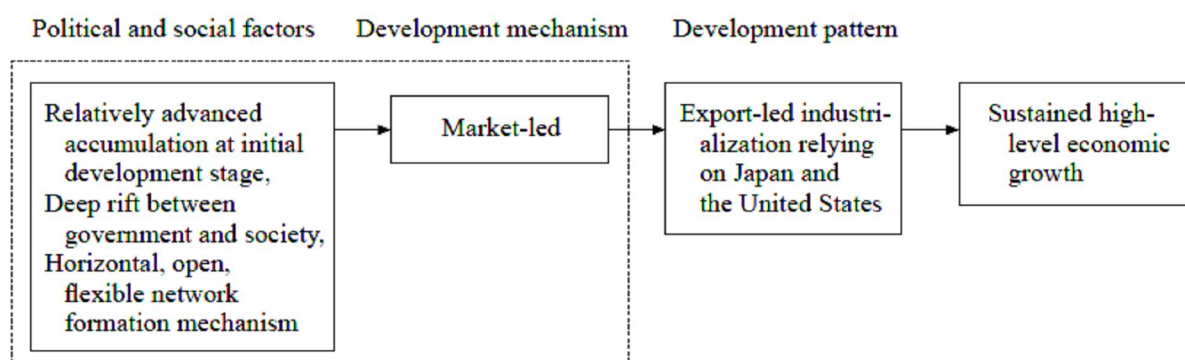 Political and social factors
Development mechanism
Development pattern
Relatively advanced
accumulation at initial
development stage,
Deep rift between
government and society,
Horizontal, open,
flexible network
formation mechanism
Market-led
Export-led industri-
alization relying
on Japan and
the United States
Sustained high-
level economic
growth